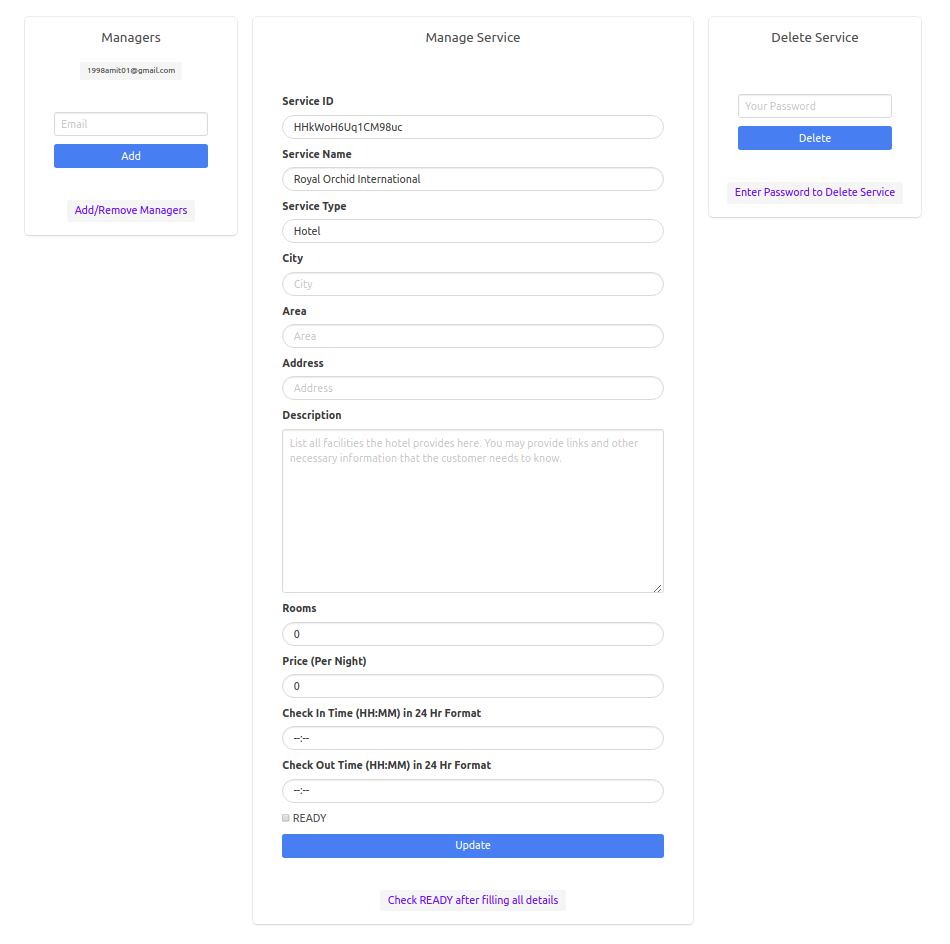 Managers
1998amit01@gmail.com
Email
Add
Add/Remove Managers
Manage Service
Service ID
HHkWoH6Uq1CM98uc
Service Name
Royal Orchid International
Service Type
Hotel
City
City
Area
Area
Address
Address
Description
List all facilities the hotel provides here. You may provide links and other
necessary information that the customer needs to know.
Rooms
0
Price (Per Night)
0
Check In Time (HH:MM) in 24 Hr Format
--:--
Check Out Time (HH:MM) in 24 Hr Format
--:--
READY
Update
Check READY after filling all details
Delete Service
Your Password
Delete
Enter Password to Delete Service